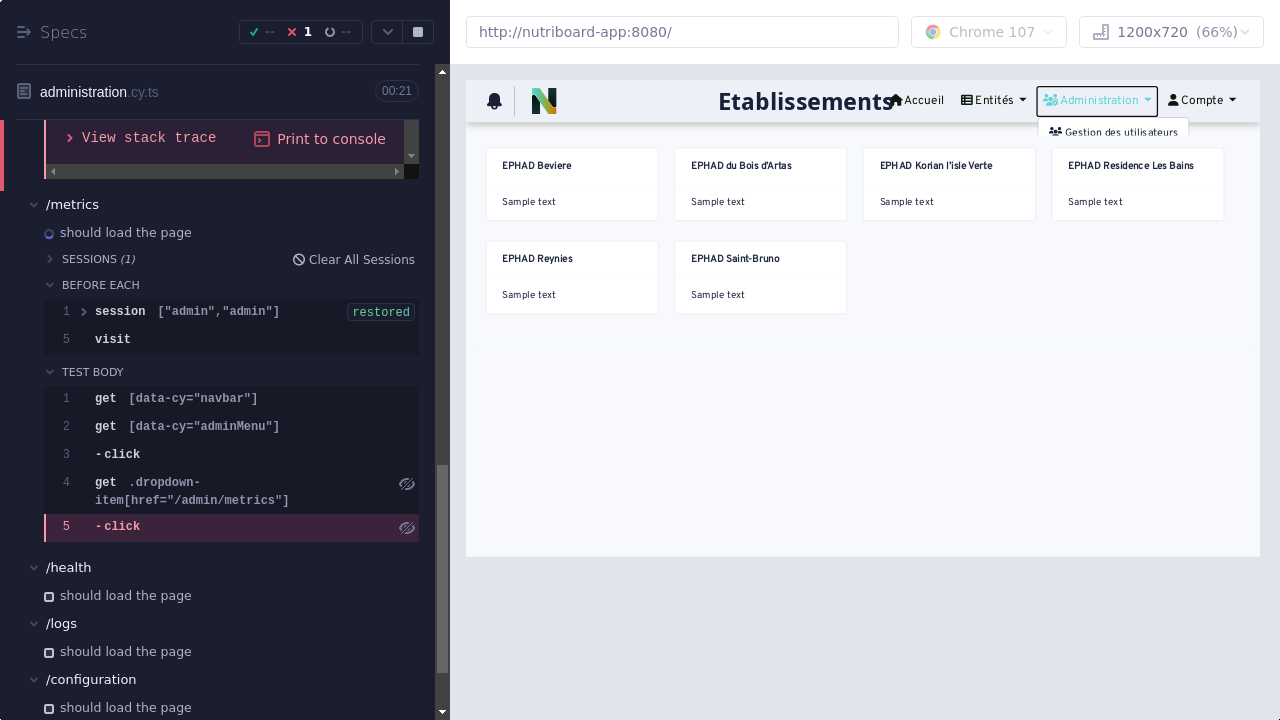 Specs
--
1
--
http://nutriboard-app:8080/
Chrome 107
1200x720 (66%)
administration.cy.ts
00:21
View stack trace
Print to console
/metrics
should load the page
SESSIONS (1)
Clear All Sessions
BEFORE EACH
1 session ["admin","admin"] restored
5 visit
TEST BODY
1 get [data-cy="navbar"]
2 get [data-cy="adminMenu"]
3 -click
4 get .dropdown-
item[href="/admin/metrics"]
5 -click
/health
should load the page
/logs
should load the page
/configuration
should load the page
Etablissements
Accueil
Entités
Administration
Compte
Gestion des utilisateurs
EPHAD Beviere
Sample text
EPHAD du Bois d'Artas
Sample text
EPHAD Korian l'isle Verte
Sample text
EPHAD Residence Les Bains
Sample text
EPHAD Reynies
Sample text
EPHAD Saint-Bruno
Sample text